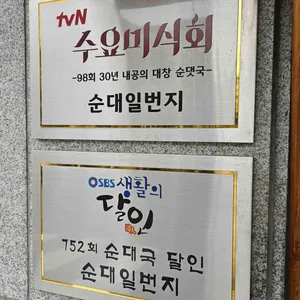 tvN
수요미식회
-98회 30년 내공의 대창 순댓국-
순대일번지
SBS 생활의
달인
752회 순대국 달인
순대일번지